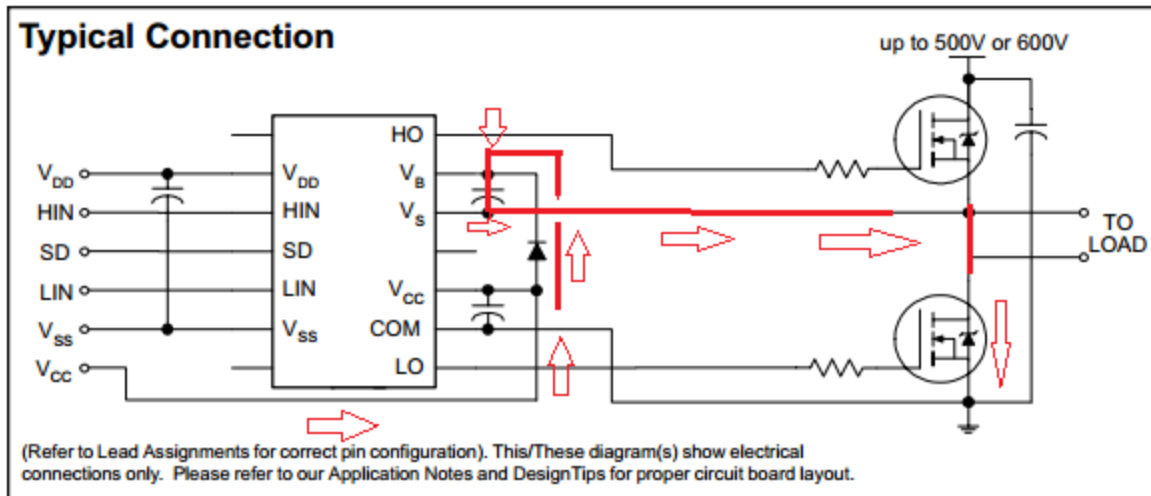 Typical Connection
up to 500V or 600V
HO
VDD
VDD
VB
HIN
HIN
VS
TO
LOAD
SD
SD
LIN
LIN
VCC
VSS
VSS
COM
VCC
LO
(Refer to Lead Assignments for correct pin configuration). This/These diagram(s) show electrical
connections only. Please refer to our Application Notes and DesignTips for proper circuit board layout.